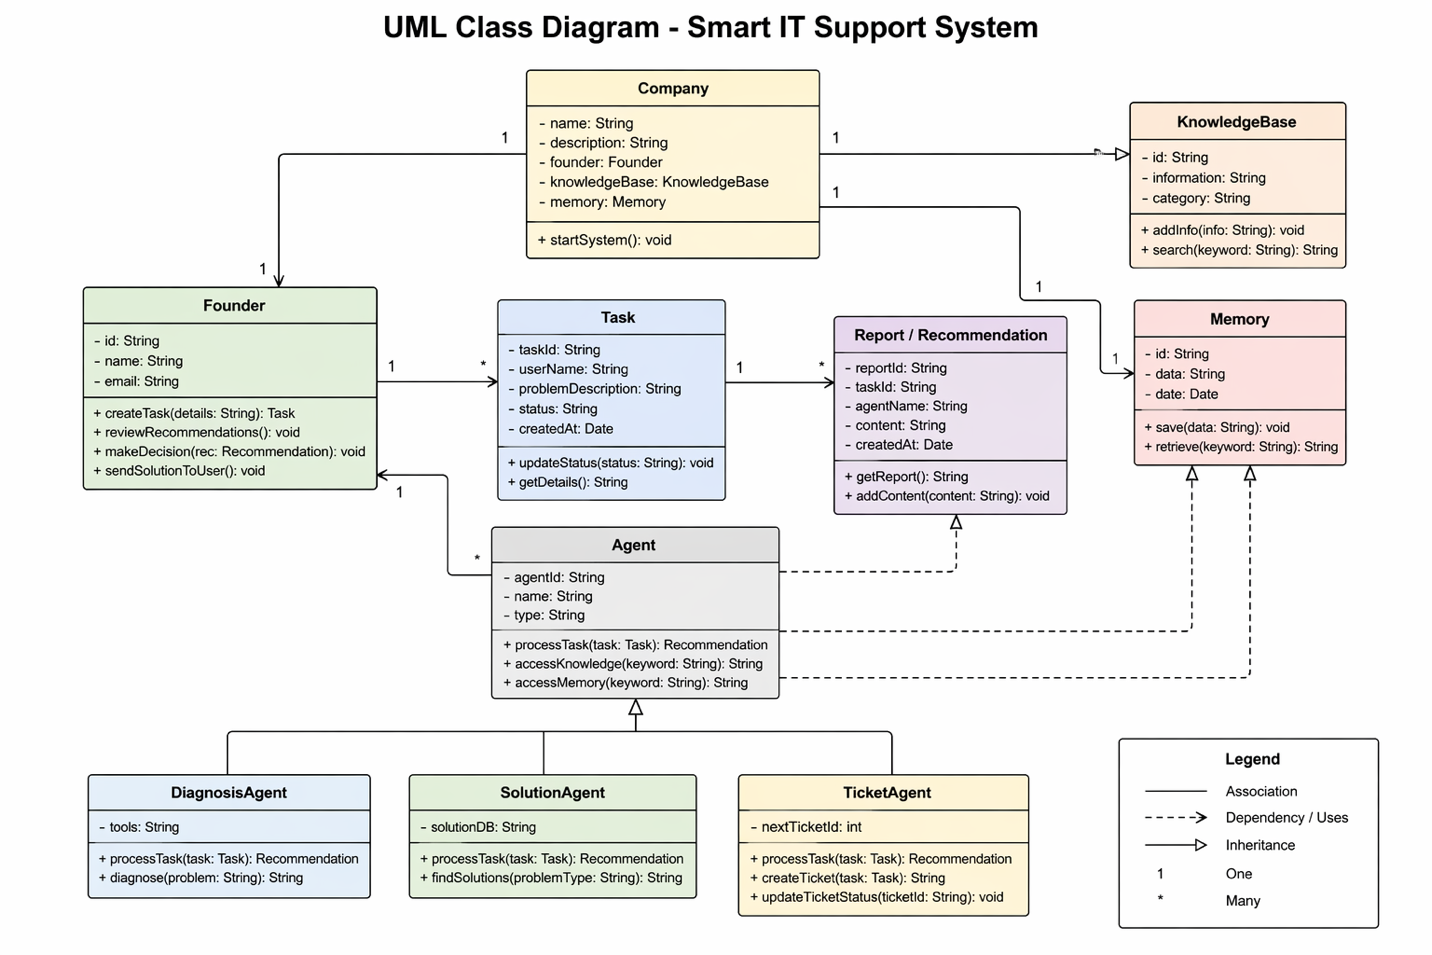 UML Class Diagram - Smart IT Support System
Company
- name: String
- description: String
- founder: Founder
- knowledgeBase: KnowledgeBase
- memory: Memory
+ startSystem(): void
1
1
1
1
1
1
KnowledgeBase
- id: String
- information: String
- category: String
+ addInfo(info: String): void
+ search(keyword: String): String
Founder
- id: String
- name: String
- email: String
+ createTask(details: String): Task
+ reviewRecommendations(): void
+ makeDecision(rec: Recommendation): void
+ sendSolutionToUser(): void
1
*
Task
- taskId: String
- userName: String
- problemDescription: String
- status: String
- createdAt: Date
+ updateStatus(status: String): void
+ getDetails(): String
1
*
Report / Recommendation
- reportId: String
- taskId: String
- agentName: String
- content: String
- createdAt: Date
+ getReport(): String
+ addContent(content: String): void
Memory
- id: String
- data: String
- date: Date
+ save(data: String): void
+ retrieve(keyword: String): String
1
*
Agent
- agentId: String
- name: String
- type: String
+ processTask(task: Task): Recommendation
+ accessKnowledge(keyword: String): String
+ accessMemory(keyword: String): String
DiagnosisAgent
- tools: String
+ processTask(task: Task): Recommendation
+ diagnose(problem: String): String
SolutionAgent
- solutionDB: String
+ processTask(task: Task): Recommendation
+ findSolutions(problemType: String): String
TicketAgent
- nextTicketId: int
+ processTask(task: Task): Recommendation
+ createTicket(task: Task): String
+ updateTicketStatus(ticketId: String): void
Legend
Association
Dependency / Uses
Inheritance
1 One
* Many